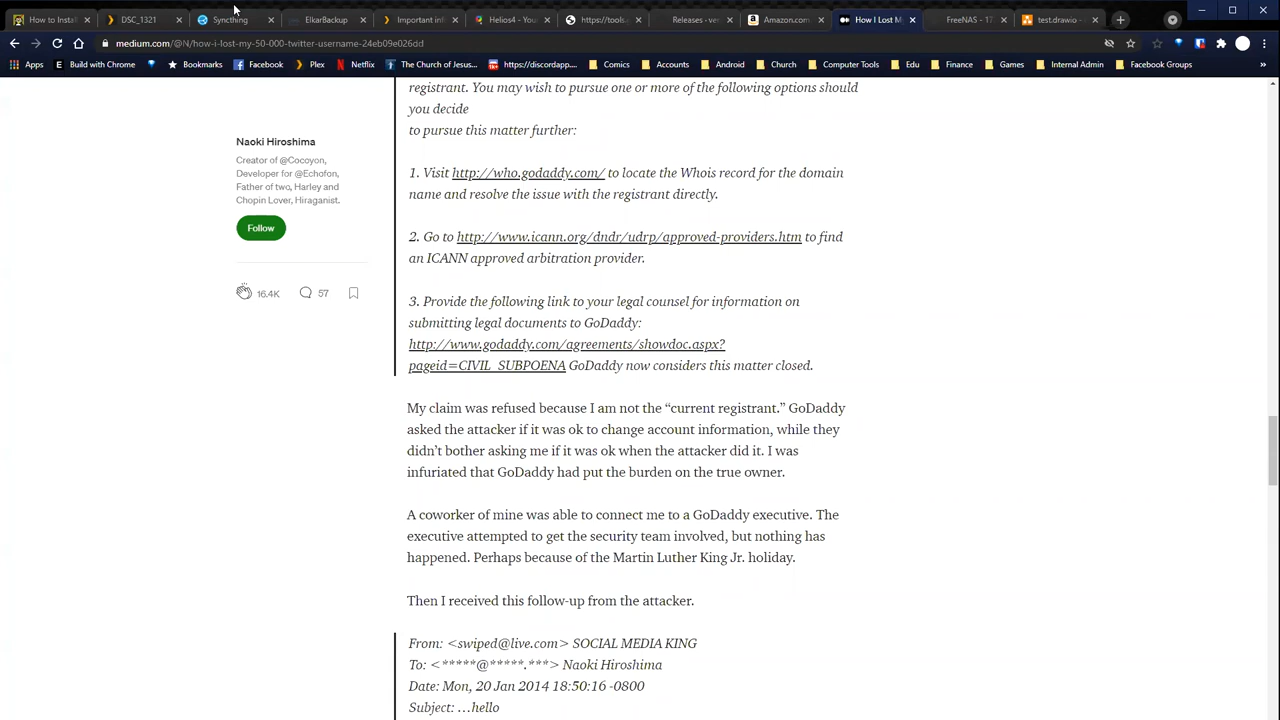 How to Install
DSC_1321
Syncthing
ElkarBackup
Important inf
Helios4 - You
https://tools.
Releases - ver
Amazon.com
How I Lost M
FreeNAS - 17
test.drawio -
medium.com/@N/how-i-lost-my-50-000-twitter-username-24eb09e026dd
Apps
Build with Chrome
Bookmarks
Facebook
Plex
Netflix
The Church of Jesus...
https://discordapp...
Comics
Accounts
Android
Church
Computer Tools
Edu
Finance
Games
Internal Admin
Facebook Groups
registrant. You may wish to pursue one or more of the following options should
you decide
to pursue this matter further:
Naoki Hiroshima
Creator of @Cocoyon,
Developer for @Echofon,
Father of two, Harley and
Chopin Lover, Hiraganist.
Follow
16.4K
57
1. Visit http://who.godaddy.com/ to locate the Whois record for the domain
name and resolve the issue with the registrant directly.
2. Go to http://www.icann.org/dndr/udrp/approved-providers.htm to find
an ICANN approved arbitration provider.
3. Provide the following link to your legal counsel for information on
submitting legal documents to GoDaddy:
http://www.godaddy.com/agreements/showdoc.aspx?
pageid=CIVIL_SUBPOENA GoDaddy now considers this matter closed.
My claim was refused because I am not the “current registrant.” GoDaddy
asked the attacker if it was ok to change account information, while they
didn’t bother asking me if it was ok when the attacker did it. I was
infuriated that GoDaddy had put the burden on the true owner.
A coworker of mine was able to connect me to a GoDaddy executive. The
executive attempted to get the security team involved, but nothing has
happened. Perhaps because of the Martin Luther King Jr. holiday.
Then I received this follow-up from the attacker.
From: <swiped@live.com> SOCIAL MEDIA KING
To: <*****@*****.***> Naoki Hiroshima
Date: Mon, 20 Jan 2014 18:50:16 -0800
Subject: …hello